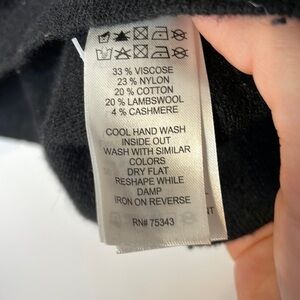 33 % VISCOSE
23 % NYLON
20 % COTTON
20 % LAMBSWOOL
4 % CASHMERE
COOL HAND WASH
INSIDE OUT
WASH WITH SIMILAR
COLORS
DRY FLAT
RESHAPE WHILE
DAMP
IRON ON REVERSE
RN# 75343